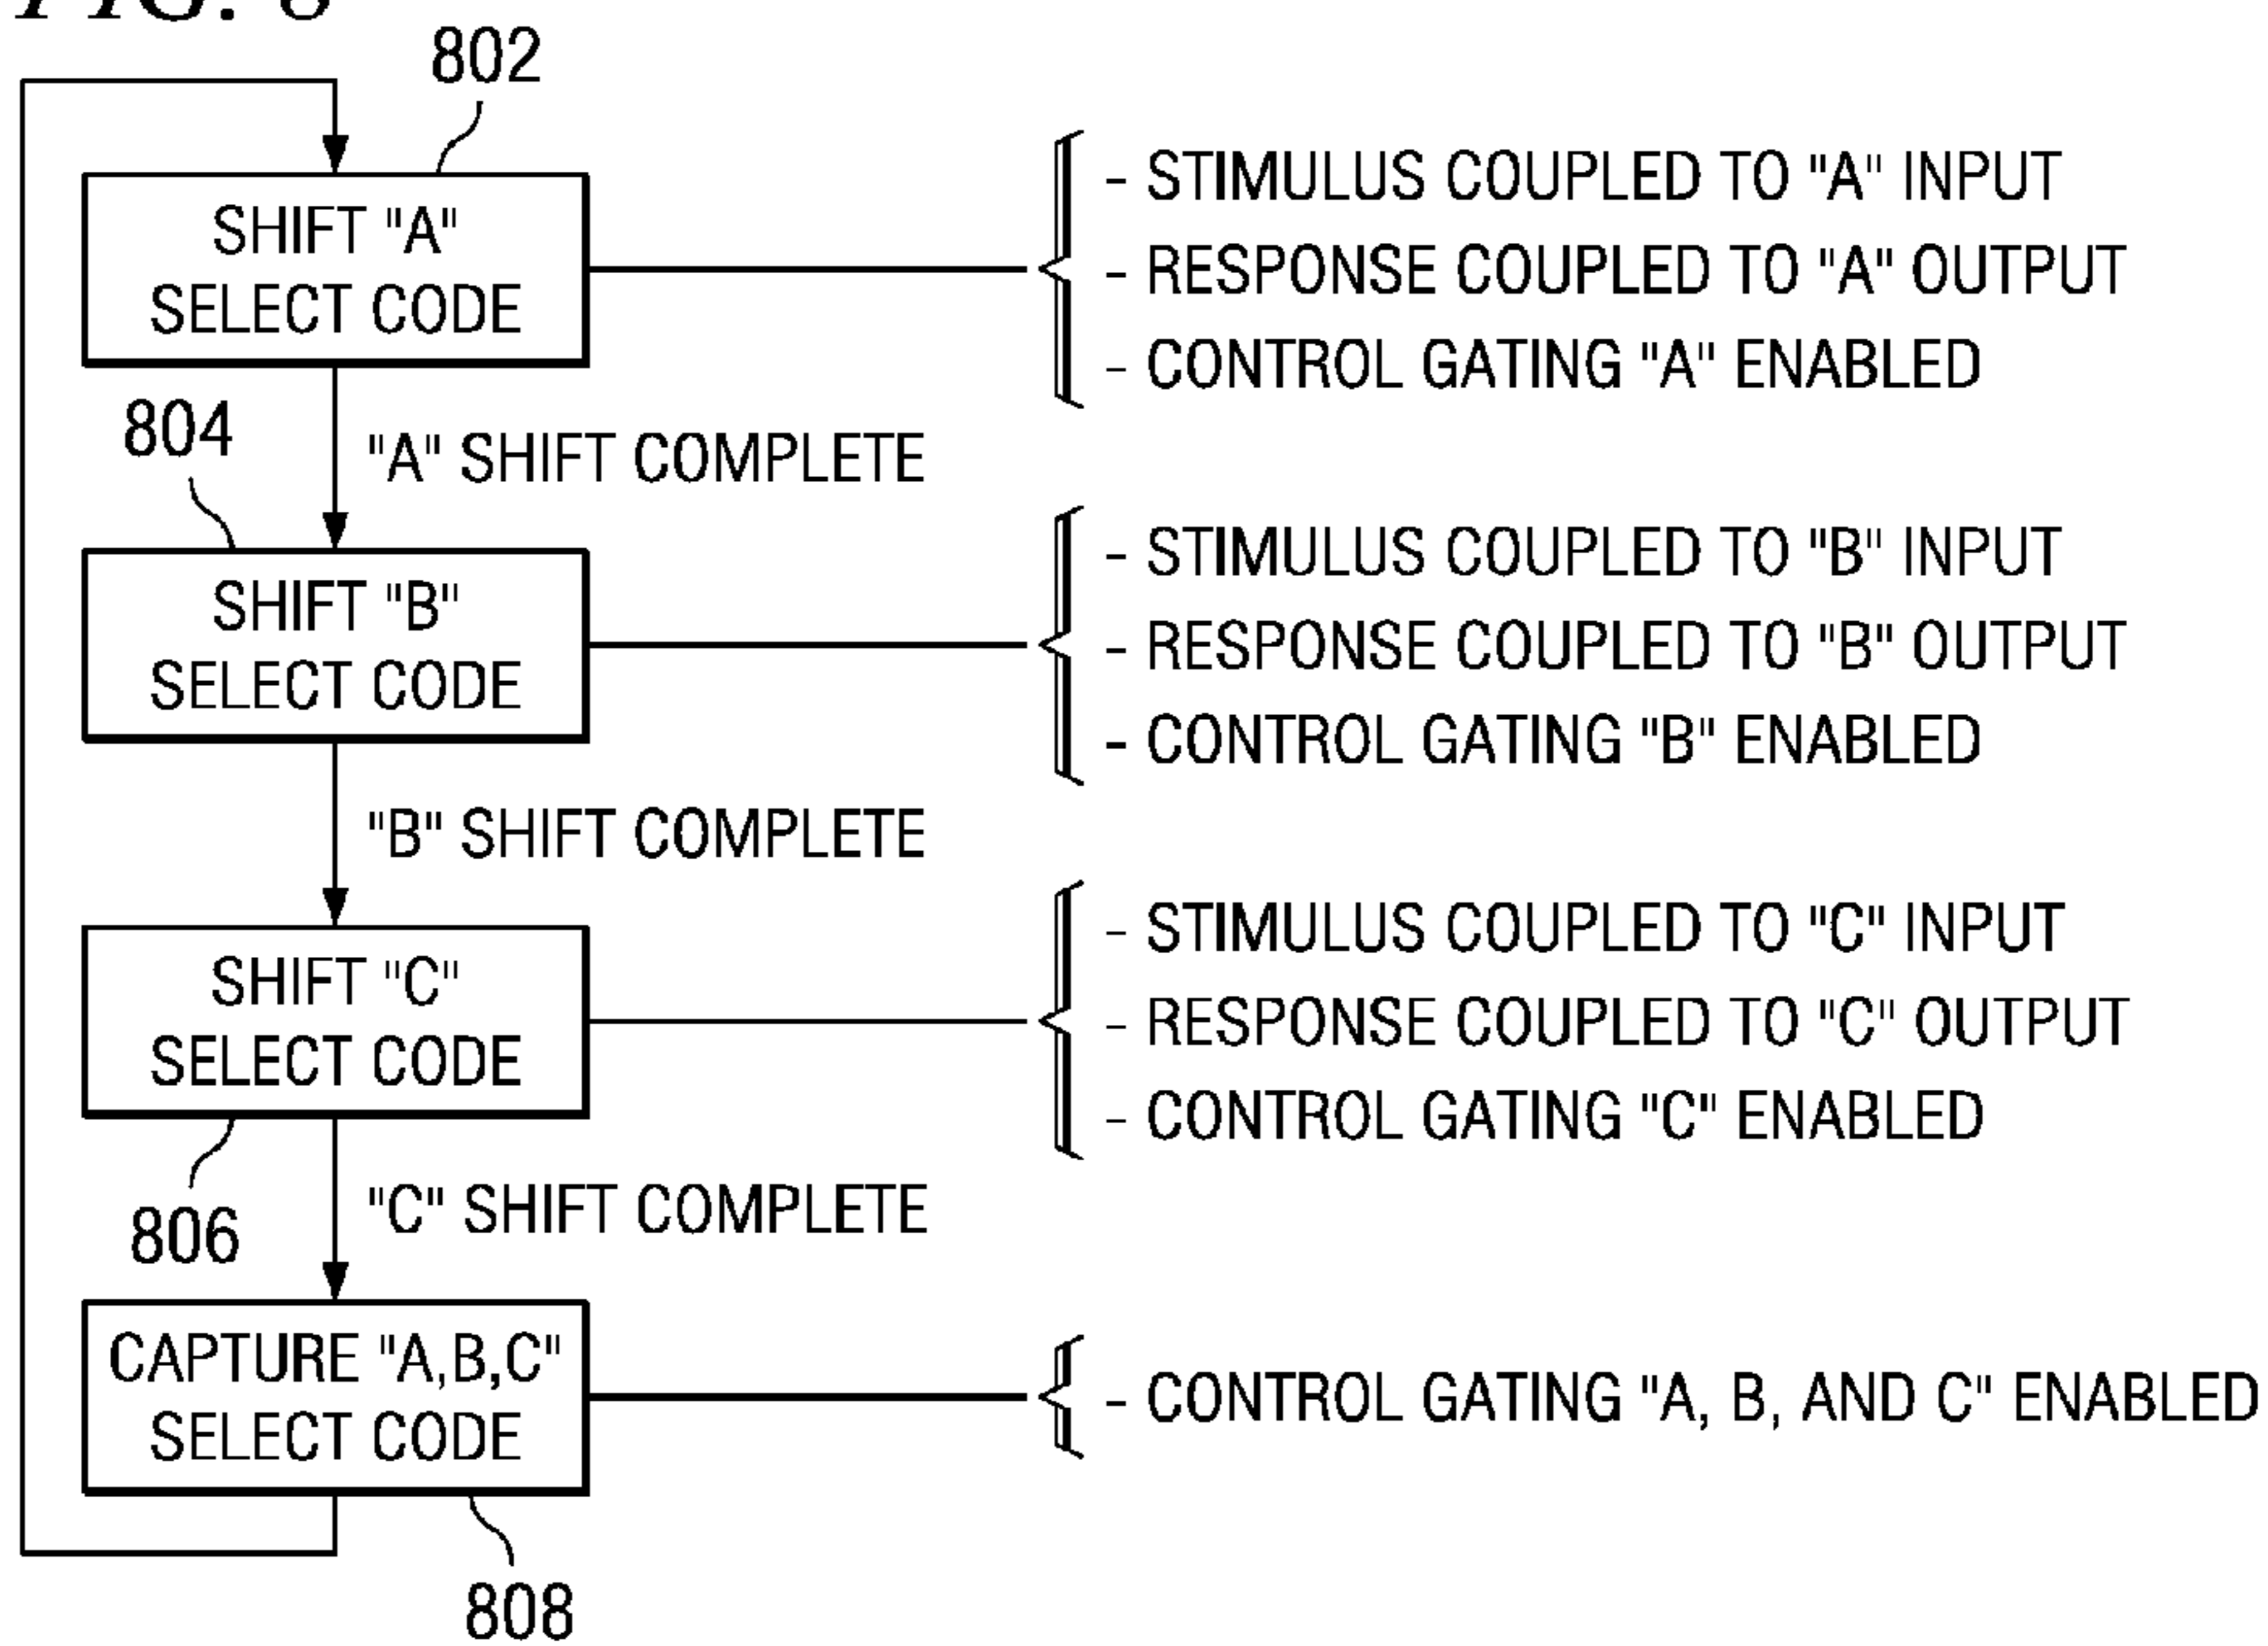 FIG. 8
802
SHIFT "A"
SELECT CODE
- STIMULUS COUPLED TO "A" INPUT
- RESPONSE COUPLED TO "A" OUTPUT
- CONTROL GATING "A" ENABLED
804
"A" SHIFT COMPLETE
SHIFT "B"
SELECT CODE
- STIMULUS COUPLED TO "B" INPUT
- RESPONSE COUPLED TO "B" OUTPUT
- CONTROL GATING "B" ENABLED
"B" SHIFT COMPLETE
SHIFT "C"
SELECT CODE
- STIMULUS COUPLED TO "C" INPUT
- RESPONSE COUPLED TO "C" OUTPUT
- CONTROL GATING "C" ENABLED
806
"C" SHIFT COMPLETE
CAPTURE "A,B,C"
SELECT CODE
- CONTROL GATING "A, B, AND C" ENABLED
808